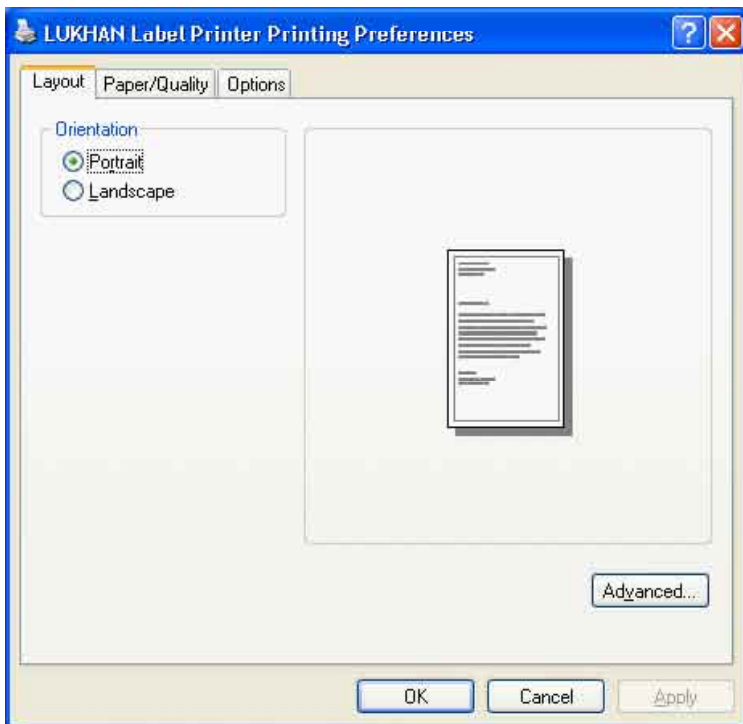 LUKHAN Label Printer Printing Preferences
Layout Paper/Quality Options
Orientation
Portrait
Landscape
Advanced...
OK Cancel Apply